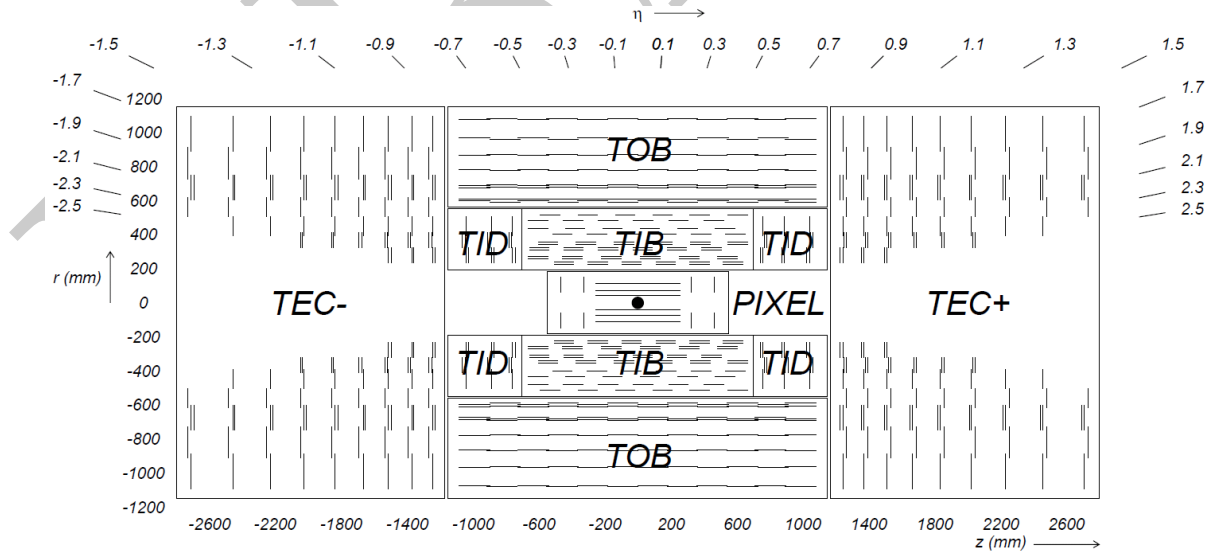 η
-1.5 -1.3 -1.1 -0.9 -0.7 -0.5 -0.3 -0.1 0.1 0.3 0.5 0.7 0.9 1.1 1.3 1.5
-1.7 1.7
1200
-1.9 1.9
1000
-2.1 2.1
800
-2.3 2.3
600
-2.5 2.5
TOB
400
TID TIB TID
200
r (mm)
0
TEC- PIXEL TEC+
-200
-400
TID TIB TID
-600
-800
TOB
-1000
-1200
-2600 -2200 -1800 -1400 -1000 -600 -200 200 600 1000 1400 1800 2200 2600
z (mm)